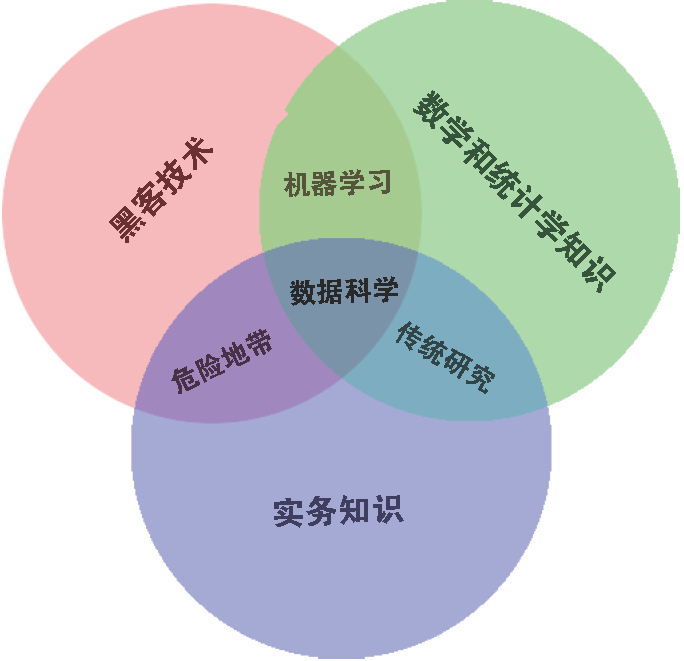 黑客技术
数学和统计学知识
机器学习
数据科学
危险地带
传统研究
实务知识